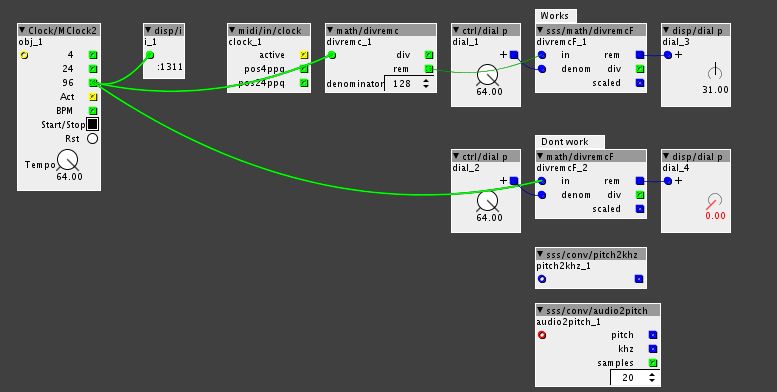 Works
Clock/MClock2
obj_1
4
24
96
Act
BPM
Start/Stop
Rst
Tempo
64.00
disp/i
i_1
:1311
midi/in/clock
clock_1
active
pos4ppq
pos24ppq
math/divremc
divremc_1
div
rem
denominator 128
ctrl/dial p
dial_1
+
64.00
sss/math/divremcF
divremcF_1
in rem
denom div
scaled
disp/dial p
dial_3
+
31.00
Dont work
ctrl/dial p
dial_2
+
64.00
math/divremcF
divremcF_2
in rem
denom div
scaled
disp/dial p
dial_4
+
0.00
sss/conv/pitch2khz
pitch2khz_1
sss/conv/audio2pitch
audio2pitch_1
pitch
khz
samples
20